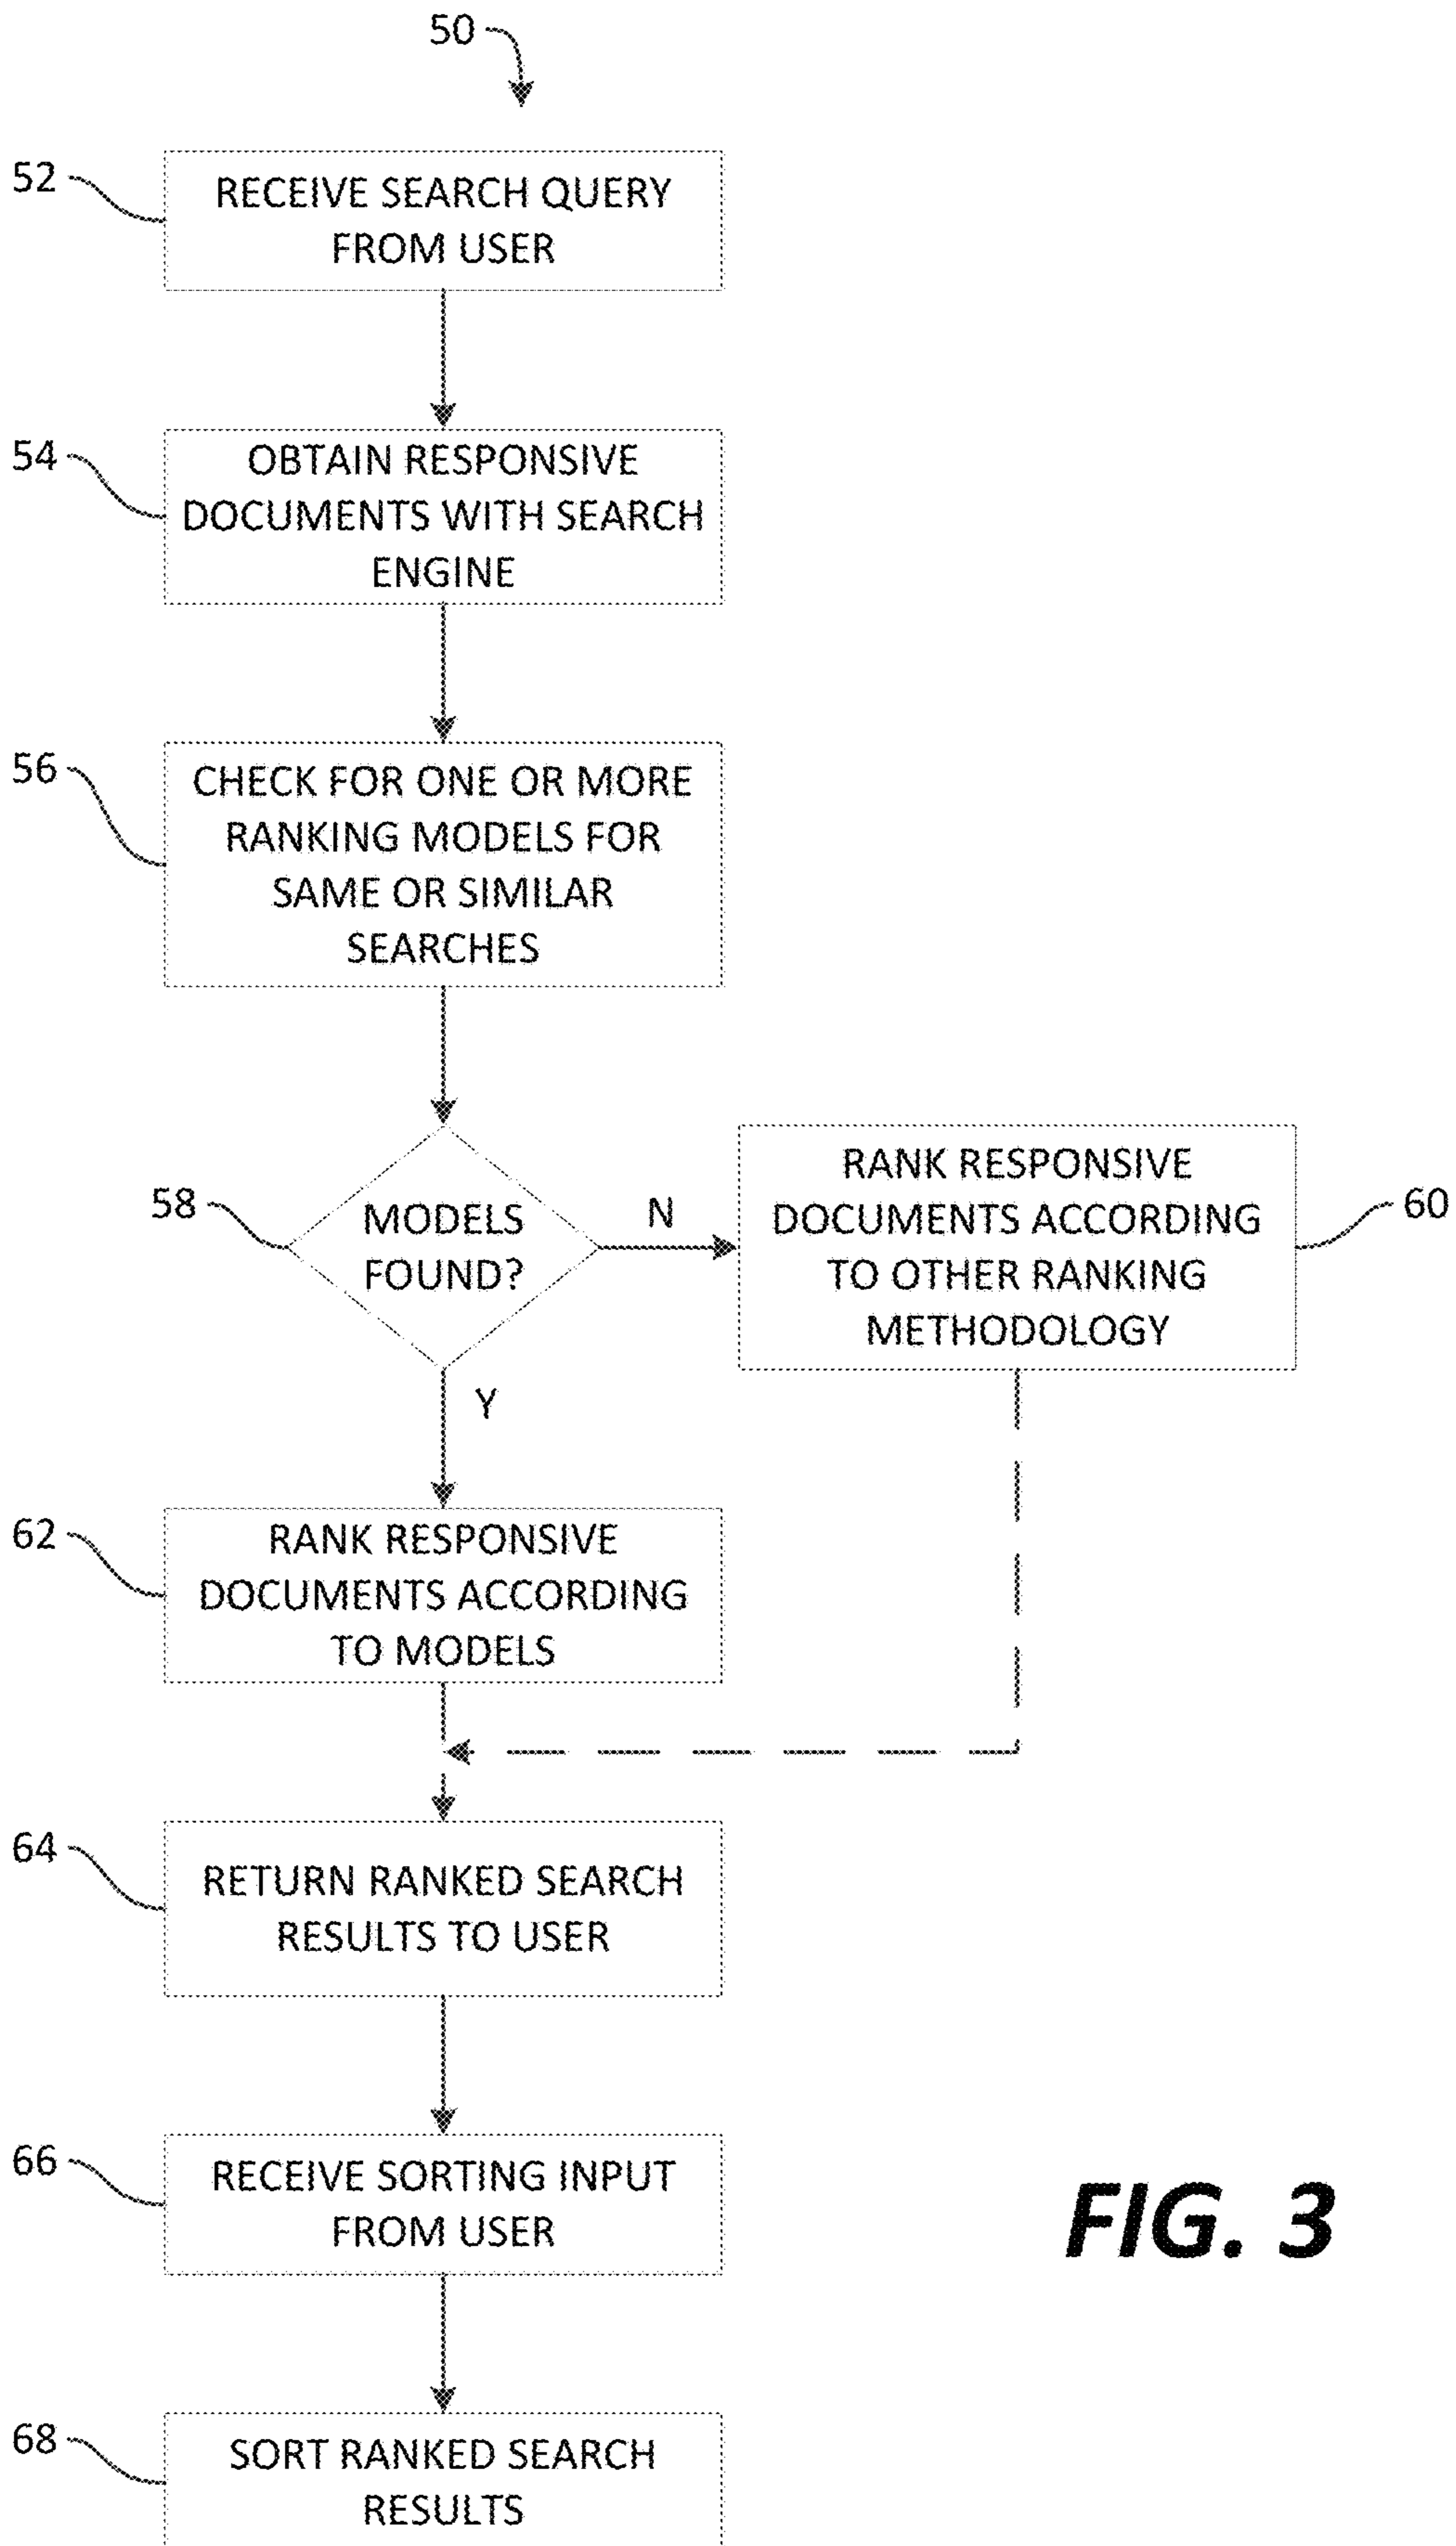 50
52
RECEIVE SEARCH QUERY
FROM USER
54
OBTAIN RESPONSIVE
DOCUMENTS WITH SEARCH
ENGINE
56
CHECK FOR ONE OR MORE
RANKING MODELS FOR
SAME OR SIMILAR
SEARCHES
58
MODELS
FOUND?
N
Y
RANK RESPONSIVE
DOCUMENTS ACCORDING
TO OTHER RANKING
METHODOLOGY
60
62
RANK RESPONSIVE
DOCUMENTS ACCORDING
TO MODELS
64
RETURN RANKED SEARCH
RESULTS TO USER
66
RECEIVE SORTING INPUT
FROM USER
FIG. 3
68
SORT RANKED SEARCH
RESULTS